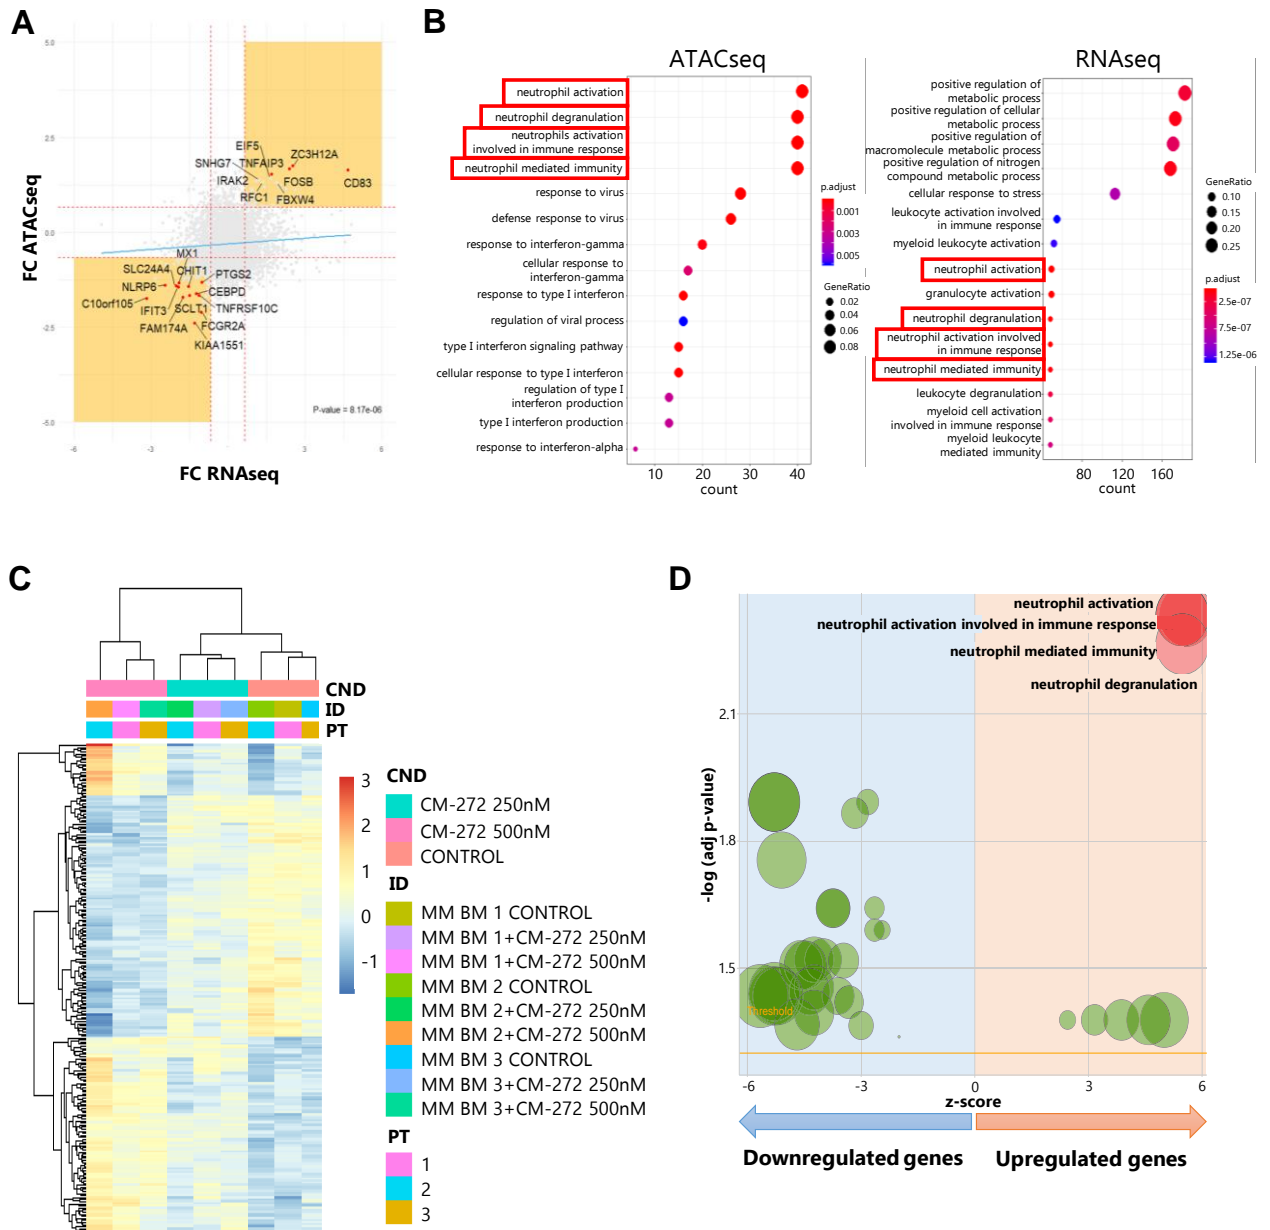 A
5.0
2.5
0.0
-2.5
-5.0
-6
-3
3
6
FC ATACseq
FC RNAseq
EIF5
ZC3H12A
SNHG7
TNFAIP3
IRAK2
FOSB
CD83
RFC1
FBXW4
MX1
SLC24A4
CHIT1
PTGS2
NLRP6
CEBPD
C10orf105
IFIT3
SCLT1
TNFRSF10C
FAM174A
FCGR2A
KIAA1551
P-value = 8.17e-06
B
ATACseq
neutrophil activation
neutrophil degranulation
neutrophils activation
involved in immune response
neutrophil mediated immunity
response to virus
defense response to virus
response to interferon-gamma
cellular response to
interferon-gamma
response to type I interferon
regulation of viral process
type I interferon signaling pathway
cellular response to type I interferon
regulation of type I
interferon production
type I interferon production
response to interferon-alpha
10
20
30
40
count
p.adjust
0.001
0.003
0.005
GeneRatio
0.02
0.04
0.06
0.08
RNAseq
positive regulation of
metabolic process
positive regulation of cellular
metabolic process
positive regulation of
macromolecule metabolic process
positive regulation of nitrogen
compound metabolic process
cellular response to stress
leukocyte activation involved
in immune response
myeloid leukocyte activation
neutrophil activation
granulocyte activation
neutrophil degranulation
neutrophil activation involved
in immune response
neutrophil mediated immunity
leukocyte degranulation
myeloid cell activation
involved in immune response
myeloid leukocyte
mediated immunity
80
120
160
count
GeneRatio
0.10
0.15
0.20
0.25
p.adjust
2.5e-07
7.5e-07
1.25e-06
C
CND
ID
PT
3
2
1
0
-1
CND
CM-272 250nM
CM-272 500nM
CONTROL
ID
MM BM 1 CONTROL
MM BM 1+CM-272 250nM
MM BM 1+CM-272 500nM
MM BM 2 CONTROL
MM BM 2+CM-272 250nM
MM BM 2+CM-272 500nM
MM BM 3 CONTROL
MM BM 3+CM-272 250nM
MM BM 3+CM-272 500nM
PT
1
2
3
D
neutrophil activation
neutrophil activation involved in immune response
neutrophil mediated immunity
neutrophil degranulation
2.1
1.8
1.5
-log (adj p-value)
Threshold
-6
-3
0
3
6
z-score
Downregulated genes
Upregulated genes